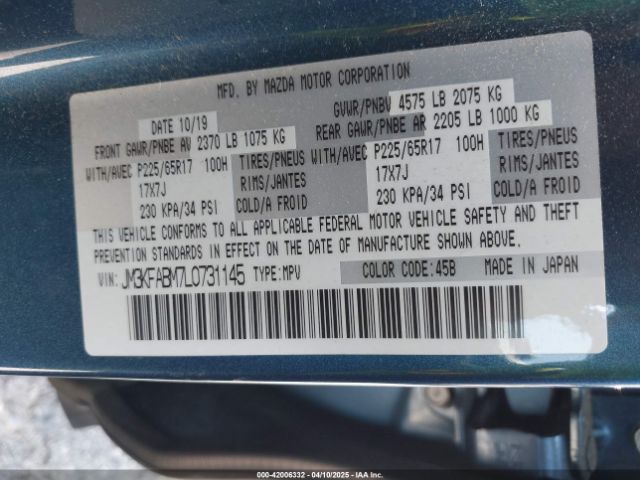 MFD. BY MAZDA MOTOR CORPORATION
DATE 10/19 GVWR/PNBV 4575 LB 2075 KG
FRONT GAWR/PNBE AV 2370 LB 1075 KG REAR GAWR/PNBE AR 2205 LB 1000 KG
WITH/AVEC P225/65R17 100H TIRES/PNEUS WITH/AVEC P225/65R17 100H TIRES/PNEUS
17X7J RIMS/JANTES 17X7J RIMS/JANTES
230 KPA/34 PSI COLD/A FROID 230 KPA/34 PSI COLD/A FROID
THIS VEHICLE CONFORMS TO ALL APPLICABLE FEDERAL MOTOR VEHICLE SAFETY AND THEFT
PREVENTION STANDARDS IN EFFECT ON THE DATE OF MANUFACTURE SHOWN ABOVE.
VIN: JM3KFABM7L0731145 TYPE:MPV COLOR CODE:45B MADE IN JAPAN
000-42006332 - 04/10/2025 - IAAI.COM